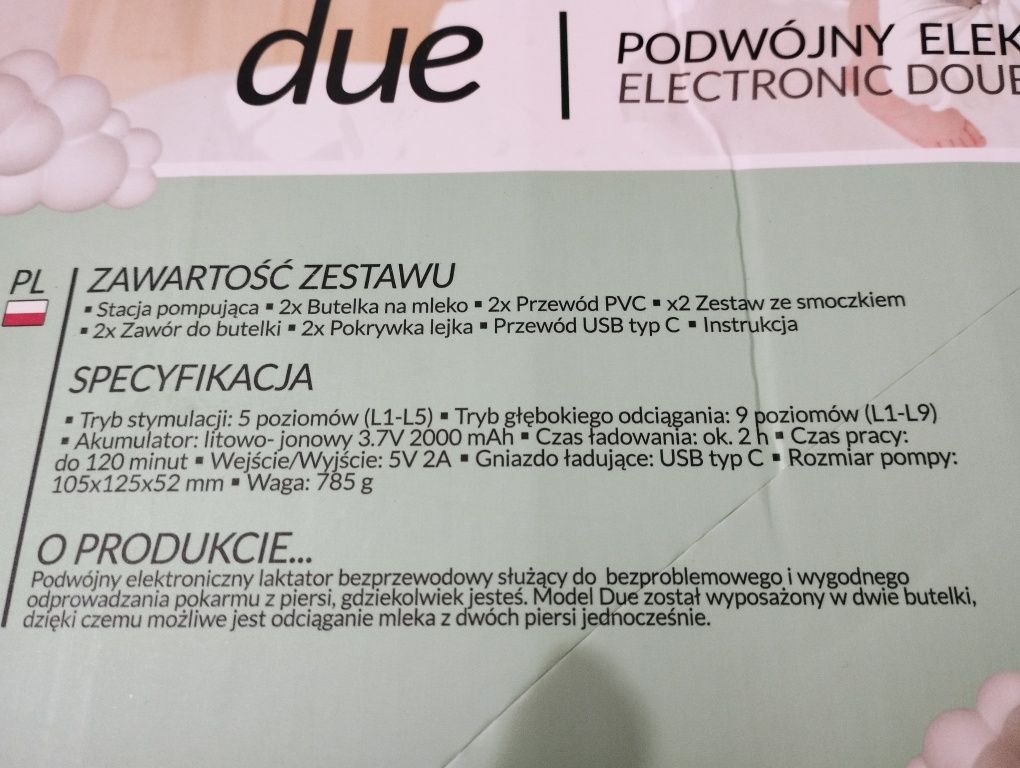 due
PODWÓJNY ELEK
ELECTRONIC DOUB
PL
ZAWARTOŚĆ ZESTAWU
▪ Stacja pompująca ▪ 2x Butelka na mleko ▪ 2x Przewód PVC ▪ x2 Zestaw ze smoczkiem
▪ 2x Zawór do butelki ▪ 2x Pokrywka lejka ▪ Przewód USB typ C ▪ Instrukcja
SPECYFIKACJA
▪ Tryb stymulacji: 5 poziomów (L1-L5) ▪ Tryb głębokiego odciągania: 9 poziomów (L1-L9)
▪ Akumulator: litowo- jonowy 3.7V 2000 mAh ▪ Czas ładowania: ok. 2 h ▪ Czas pracy:
do 120 minut ▪ Wejście/Wyjście: 5V 2A ▪ Gniazdo ładujące: USB typ C ▪ Rozmiar pompy:
105x125x52 mm ▪ Waga: 785 g
O PRODUKCIE...
Podwójny elektroniczny laktator bezprzewodowy służący do bezproblemowego i wygodnego
odprowadzania pokarmu z piersi, gdziekolwiek jesteś. Model Due został wyposażony w dwie butelki,
dzięki czemu możliwe jest odciąganie mleka z dwóch piersi jednocześnie.